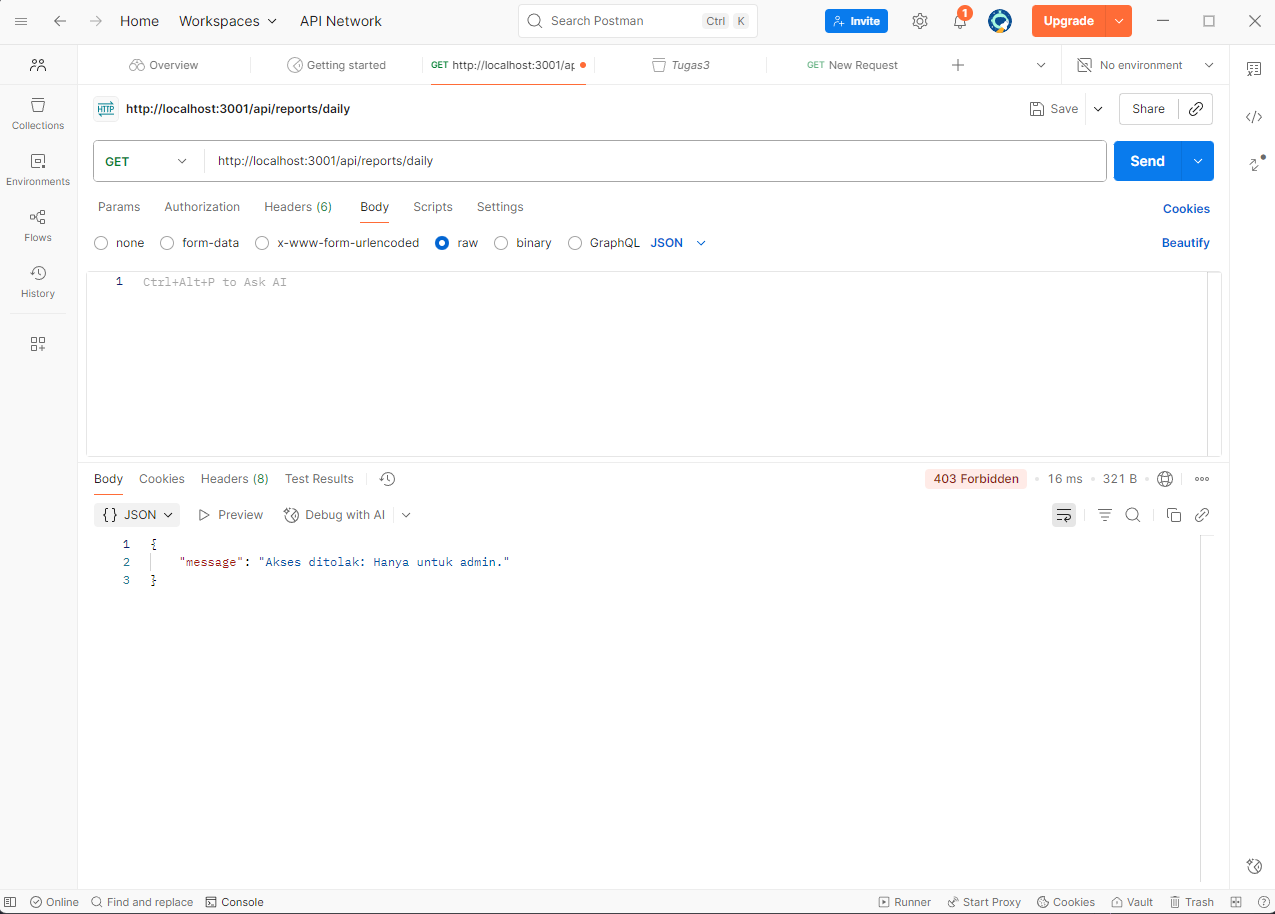 Home Workspaces API Network Search Postman Ctrl K Invite 1 Upgrade
Overview Getting started GET http://localhost:3001/ap Tugas3 GET New Request No environment
HTTP http://localhost:3001/api/reports/daily Save Share
Collections
Environments
Flows
History
GET http://localhost:3001/api/reports/daily Send
Params Authorization Headers (6) Body Scripts Settings Cookies
none form-data x-www-form-urlencoded raw binary GraphQL JSON Beautify
1 Ctrl+Alt+P to Ask AI
Body Cookies Headers (8) Test Results 403 Forbidden • 16 ms • 321 B •
{} JSON Preview Debug with AI
1 {
2 "message": "Akses ditolak: Hanya untuk admin."
3 }
Online Find and replace Console Runner Start Proxy Cookies Vault Trash